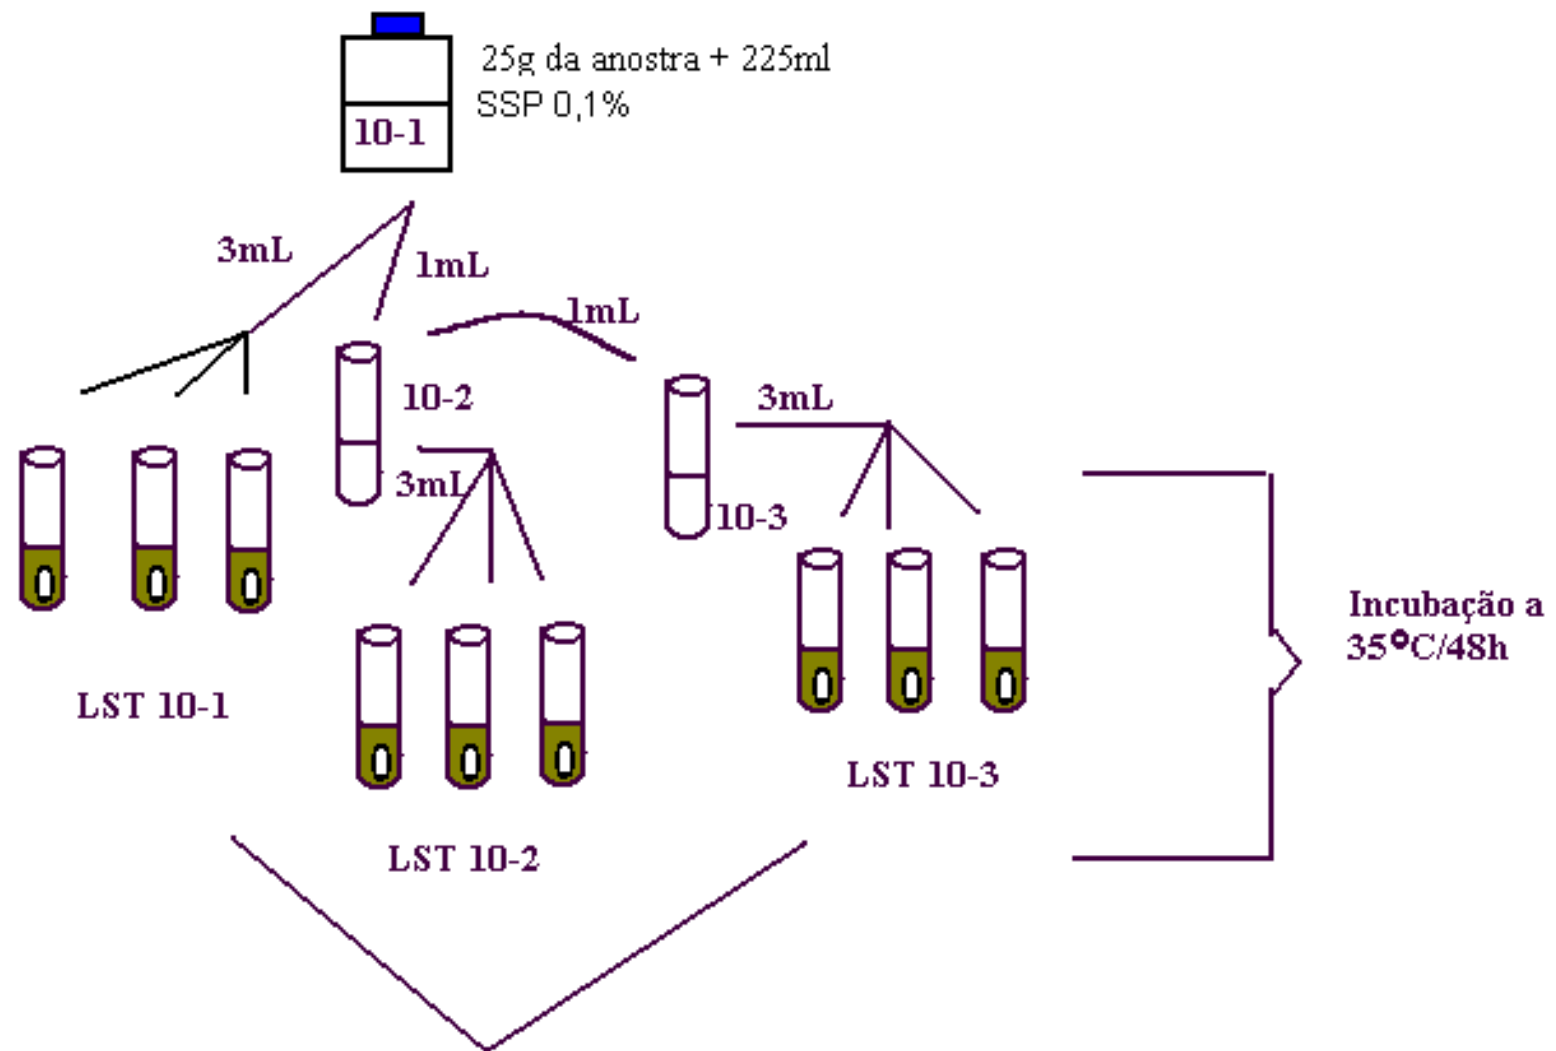 25g da anostra + 225ml
SSP 0,1%
10-1
3mL
1mL
1mL
10-2
3mL
3mL
10-3
Incubação a
35ºC/48h
LST 10-1
LST 10-3
LST 10-2